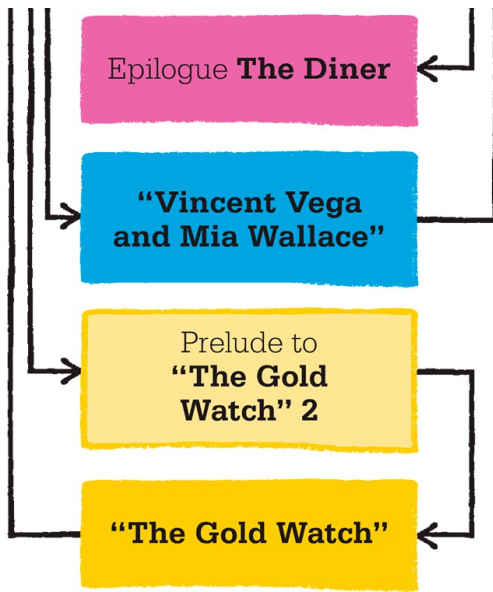 Epilogue The Diner
“Vincent Vega
and Mia Wallace”
Prelude to
“The Gold
Watch” 2
“The Gold Watch”